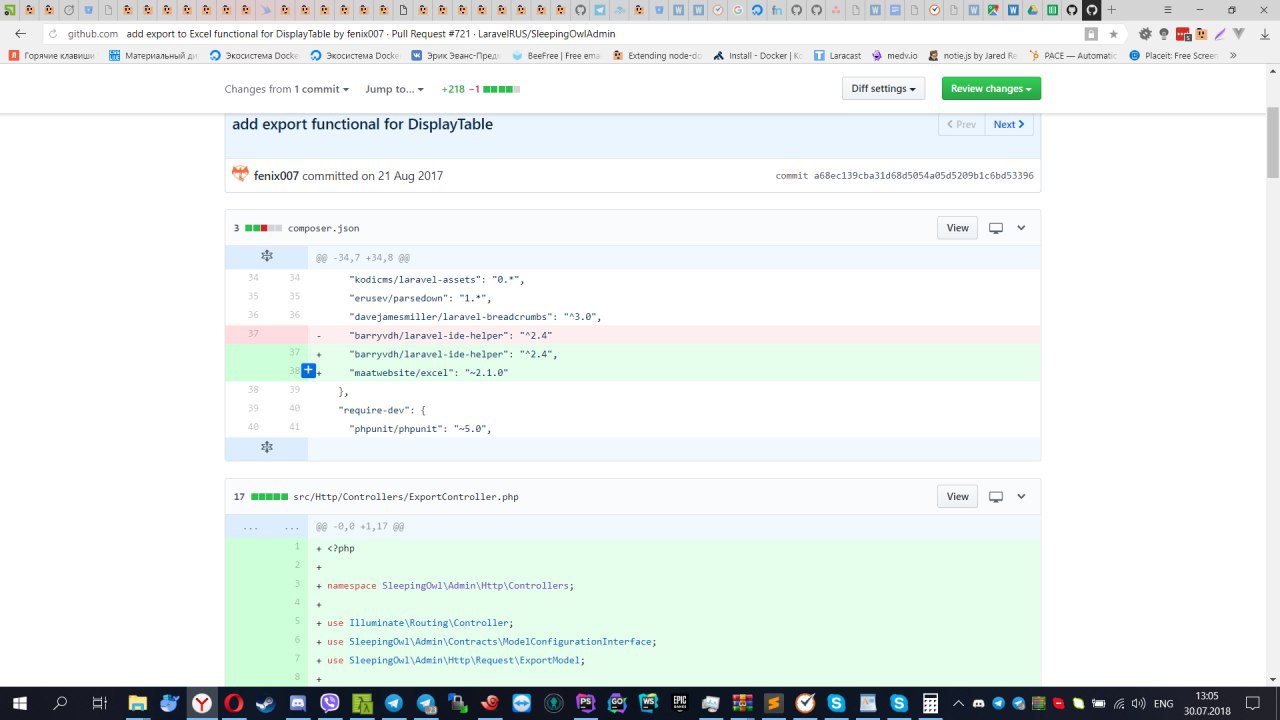 github.com add export to Excel functional for DisplayTable by fenix007 · Pull Request #721 · LaravelRUS/SleepingOwlAdmin
Горячие клавиши
Материальный ди
Экосистема Do
Экосистема Docker
Эрик Эванс-Пред
BeeFree | Free ema
Extending node-d
Install - Docker | Ko
Laracast
medv.io
notie.js by Jared Re
PACE — Automatic
Placeit: Free Screen
»
Changes from 1 commit Jump to... +218 −1 Diff settings Review changes
add export functional for DisplayTable Prev Next
fenix007 committed on 21 Aug 2017 commit a68ec139cba31d68d5054a05d5209b1c6bd53396
3 composer.json View
@@ -34,7 +34,8 @@
34 34 "kodicms/laravel-assets": "0.*",
35 35 "erusev/parsedown": "1.*",
36 36 "davejamesmiller/laravel-breadcrumbs": "^3.0",
37 - "barryvdh/laravel-ide-helper": "^2.4"
37 + "barryvdh/laravel-ide-helper": "^2.4",
38 + "maatwebsite/excel": "~2.1.0"
38 39 },
39 40 "require-dev": {
40 41 "phpunit/phpunit": "~5.0",
17 src/Http/Controllers/ExportController.php View
... ... @@ -0,0 +1,17 @@
1 + <?php
2 +
3 + namespace SleepingOwl\Admin\Http\Controllers;
4 +
5 + use Illuminate\Routing\Controller;
6 + use SleepingOwl\Admin\Contracts\ModelConfigurationInterface;
7 + use SleepingOwl\Admin\Http\Request\ExportModel;
8 +
ENG 13:05
30.07.2018